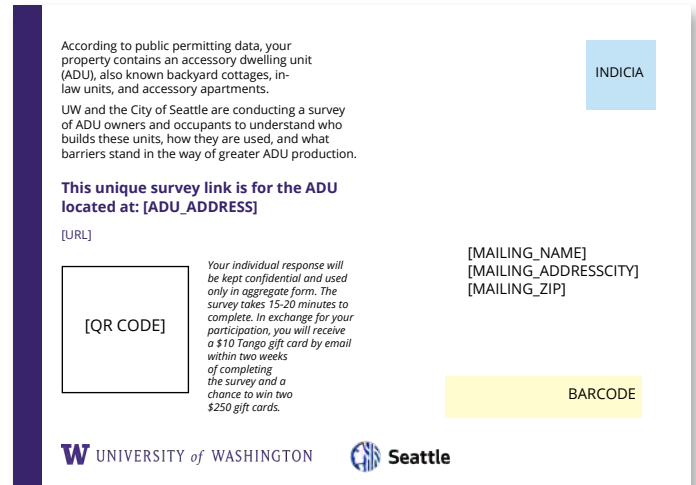 According to public permitting data, your
property contains an accessory dwelling unit
(ADU), also known backyard cottages, in-
law units, and accessory apartments.
UW and the City of Seattle are conducting a survey
of ADU owners and occupants to understand who
builds these units, how they are used, and what
barriers stand in the way of greater ADU production.
This unique survey link is for the ADU
located at: [ADU_ADDRESS]
[URL]
[QR CODE]
Your individual response will
be kept confidential and used
only in aggregate form. The
survey takes 15-20 minutes to
complete. In exchange for your
participation, you will receive
a $10 Tango gift card by email
within two weeks
of completing
the survey and a
chance to win two
$250 gift cards.
INDICIA
[MAILING_NAME]
[MAILING_ADDRESSCITY]
[MAILING_ZIP]
BARCODE
W UNIVERSITY of WASHINGTON
Seattle